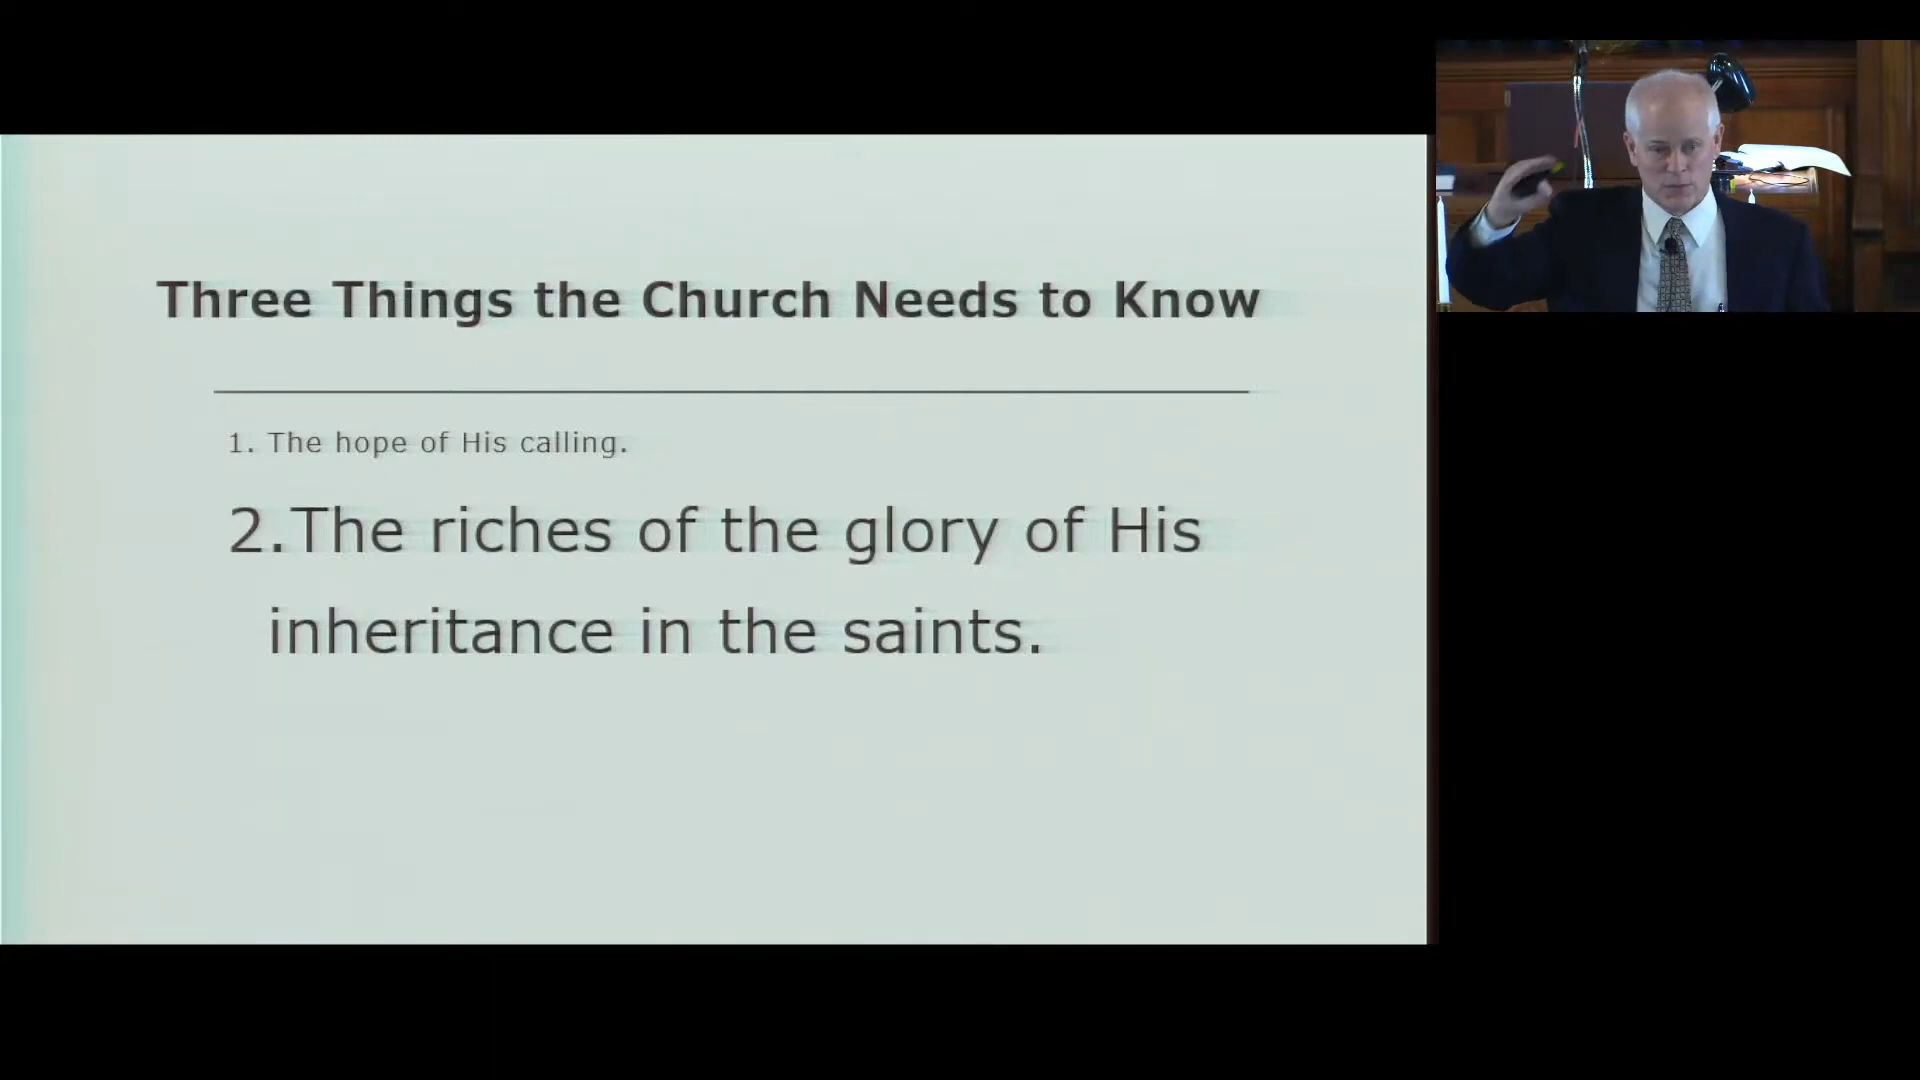 Three Things the Church Needs to Know
1. The hope of His calling.
2.The riches of the glory of His
inheritance in the saints.